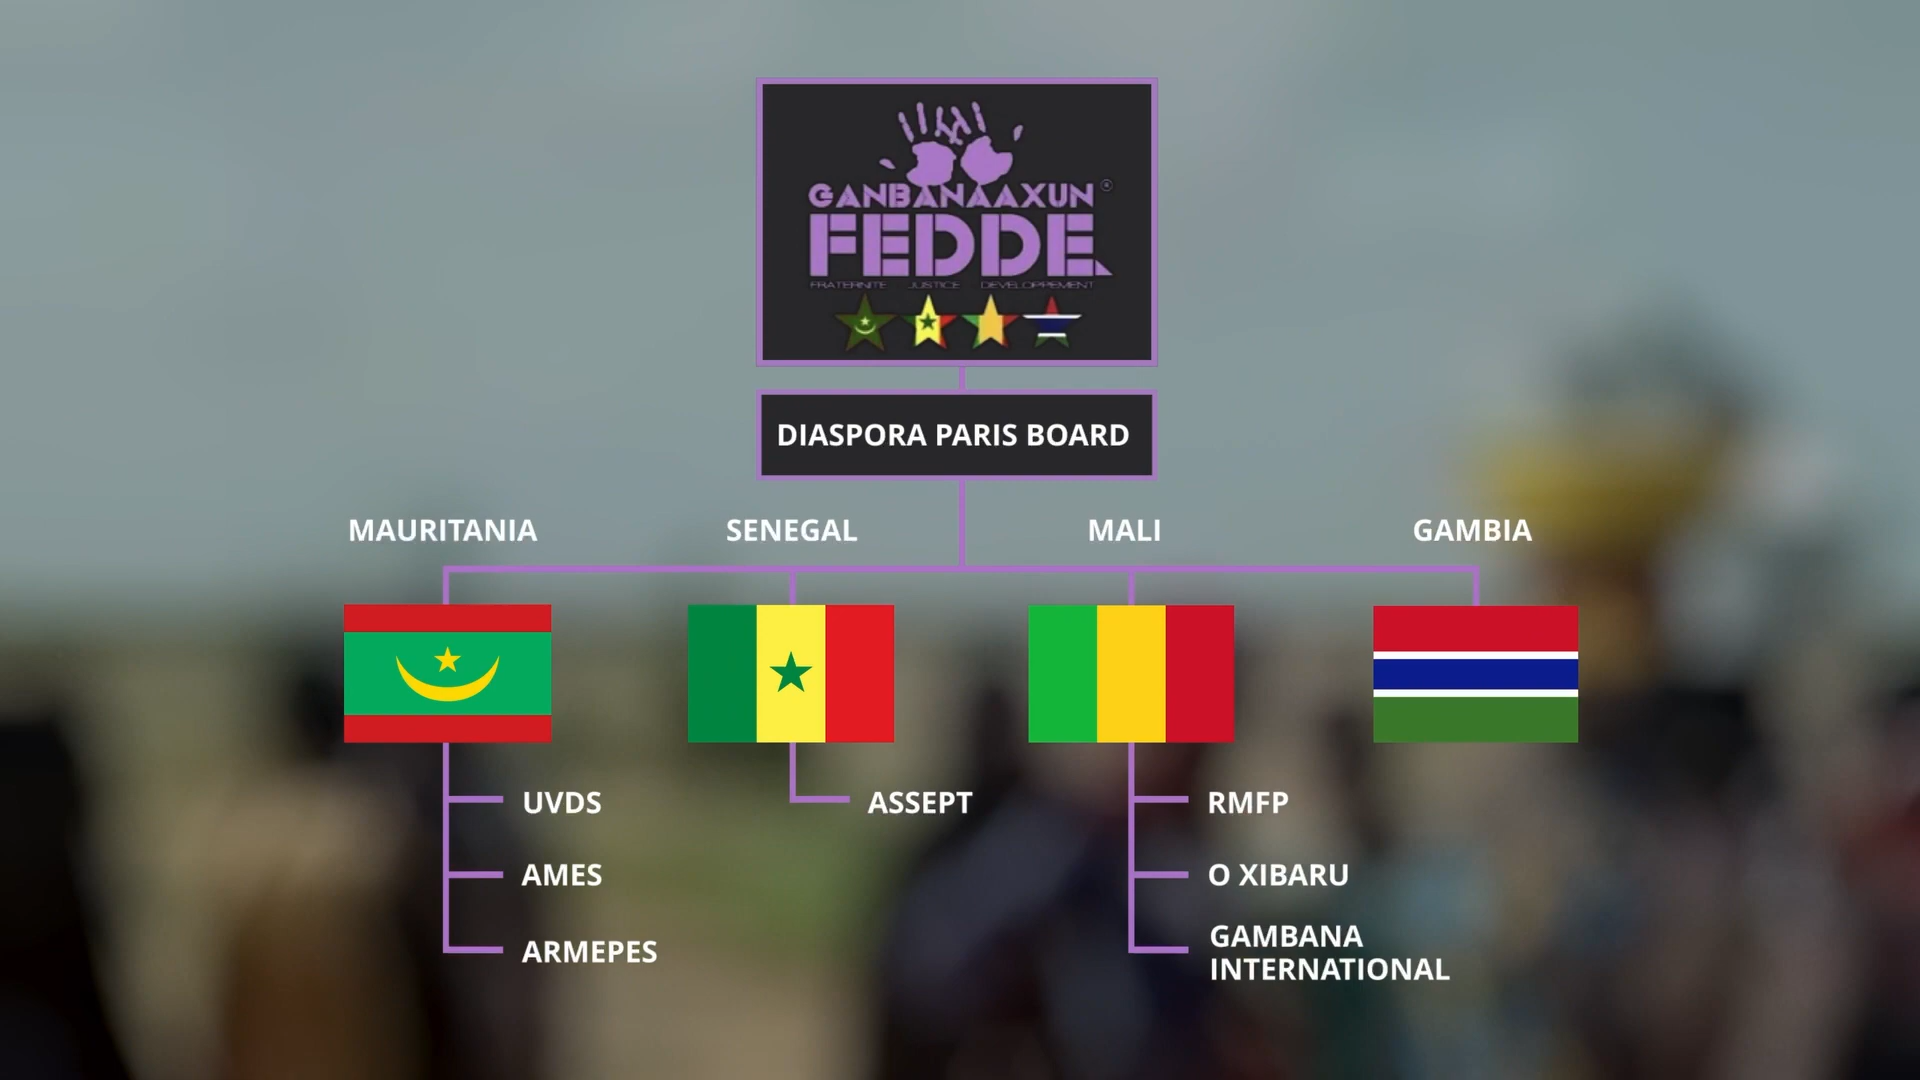 GANBANAAXUN ®
FEDDE
FRATERNITE JUSTICE DEVELOPPEMENT
DIASPORA PARIS BOARD
MAURITANIA
SENEGAL
MALI
GAMBIA
UVDS
ASSEPT
RMFP
AMES
O XIBARU
ARMEPES
GAMBANA
INTERNATIONAL